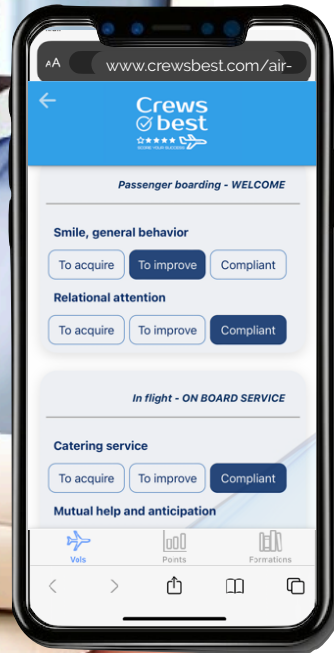 AA
www.crewsbest.com/air-
Crews
best
Passenger boarding - WELCOME
Smile, general behavior
To acquire To improve Compliant
Relational attention
To acquire To improve Compliant
In flight - ON BOARD SERVICE
Catering service
To acquire To improve Compliant
Mutual help and anticipation
Vols Points Formations